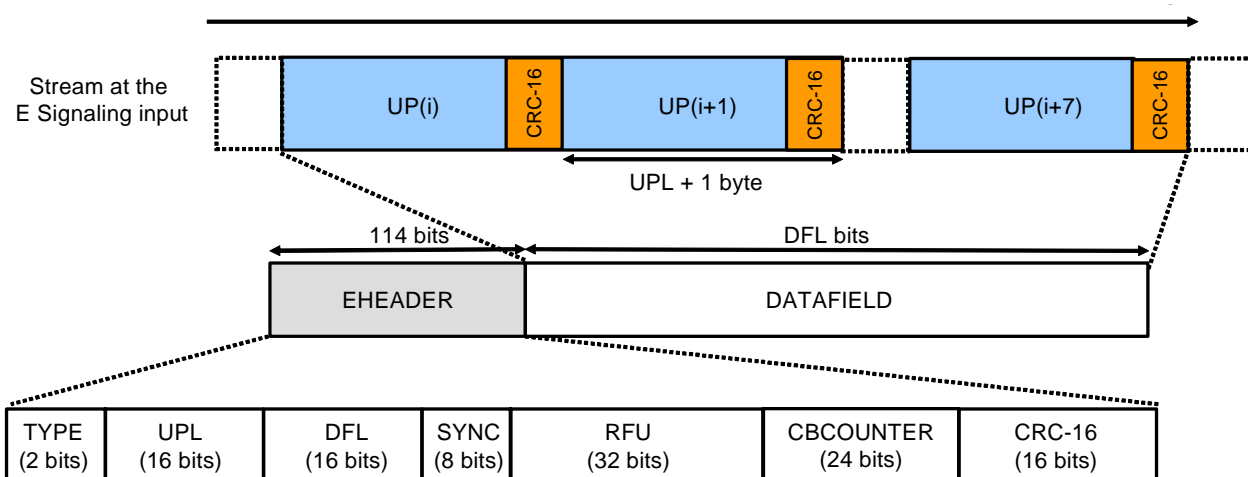 Stream at the
E Signaling input
UP(i)
CRC-16
UP(i+1)
CRC-16
UP(i+7)
CRC-16
UPL + 1 byte
114 bits
DFL bits
EHEADER
DATAFIELD
TYPE
(2 bits)
UPL
(16 bits)
DFL
(16 bits)
SYNC
(8 bits)
RFU
(32 bits)
CBCOUNTER
(24 bits)
CRC-16
(16 bits)